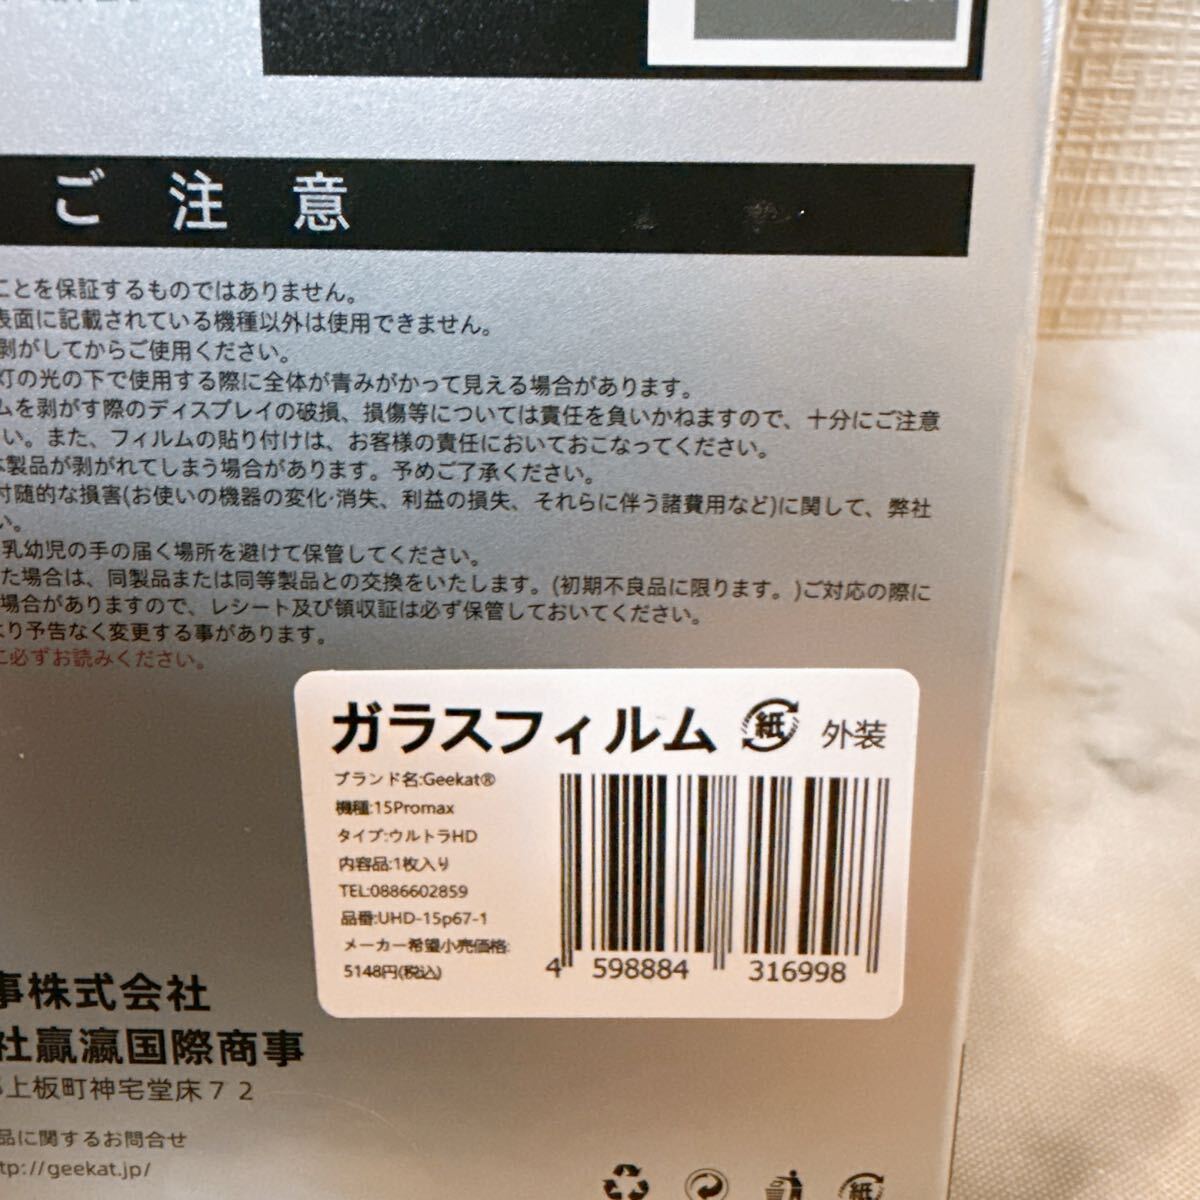 ご注意
ことを保証するものではありません。
表面に記載されている機種以外は使用できません。
剥がしてからご使用ください。
灯の光の下で使用する際に全体が青みがかって見える場合があります。
ムを剥がす際のディスプレイの破損、損傷等については責任を負いかねますので、十分にご注意
い。また、フィルムの貼り付けは、お客様の責任においておこなってください。
本製品が剥がれてしまう場合があります。予めご了承ください。
付随的な損害(お使いの機器の変化・消失、利益の損失、それらに伴う諸費用など)に関して、弊社
い。
乳幼児の手の届く場所を避けて保管してください。
た場合は、同製品または同等製品との交換をいたします。(初期不良品に限ります。)ご対応の際に
場合がありますので、レシート及び領収証は必ず保管しておいてください。
より予告なく変更する事があります。
に必ずお読みください。
ガラスフィルム 紙 外装
ブランド名:Geekat®
機種:15Promax
タイプ:ウルトラHD
内容品:1枚入り
TEL:0886602859
品番:UHD-15p67-1
メーカー希望小売価格:
5148円(税込)
4 598884 316998
事株式会社
社贏瀛国際商事
上板町神宅堂床７２
品に関するお問合せ
tp://geekat.jp/
紙